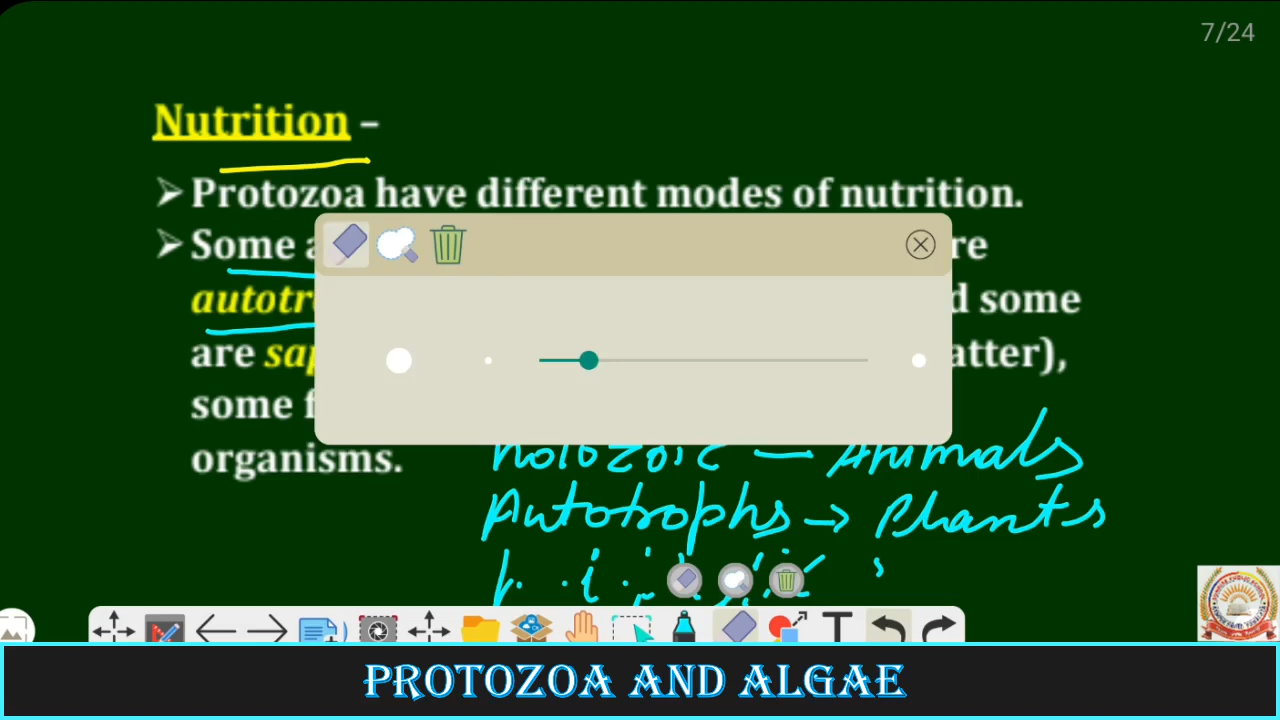 7/24
Nutrition –
➢ Protozoa have different modes of nutrition.
➢ Some
autotr
d some
are sap
atter),
some f
organisms.
Holozoic — Animals
Autotrophs → Plants
T
PROTOZOA AND ALGAE